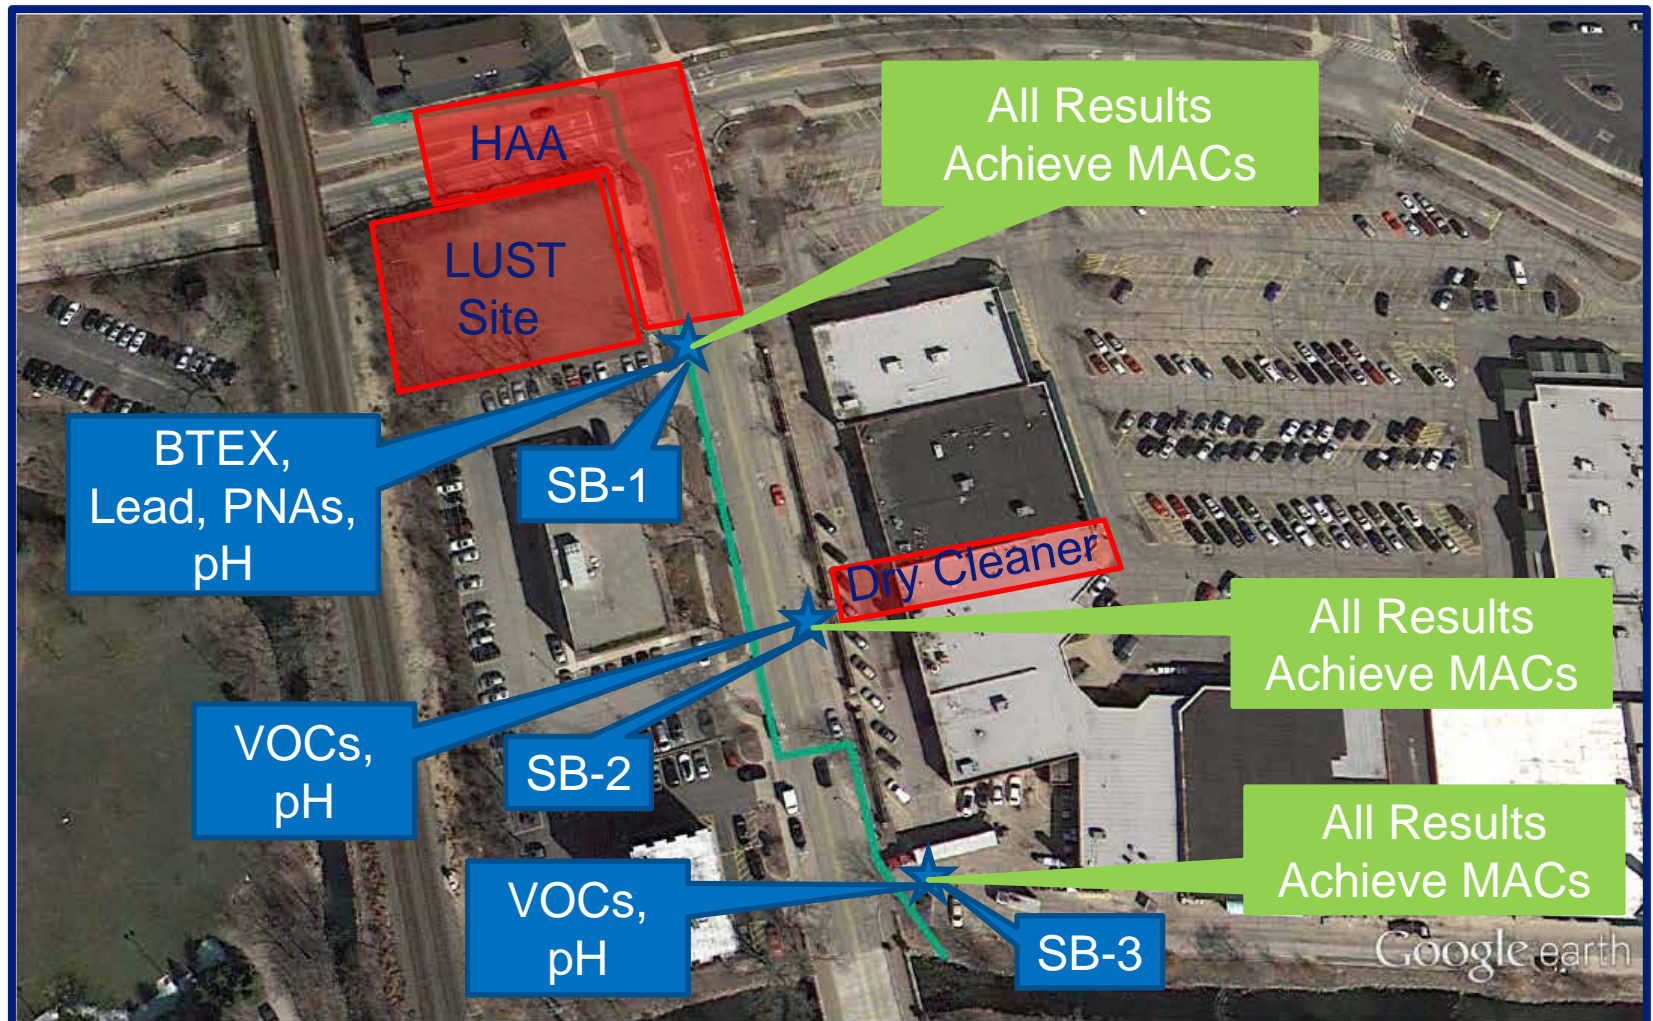 HAA
All Results
Achieve MACs
LUST
Site
BTEX,
Lead, PNAs,
pH
SB-1
Dry Cleaner
All Results
Achieve MACs
VOCs,
pH
SB-2
All Results
Achieve MACs
VOCs,
pH
SB-3
Google earth